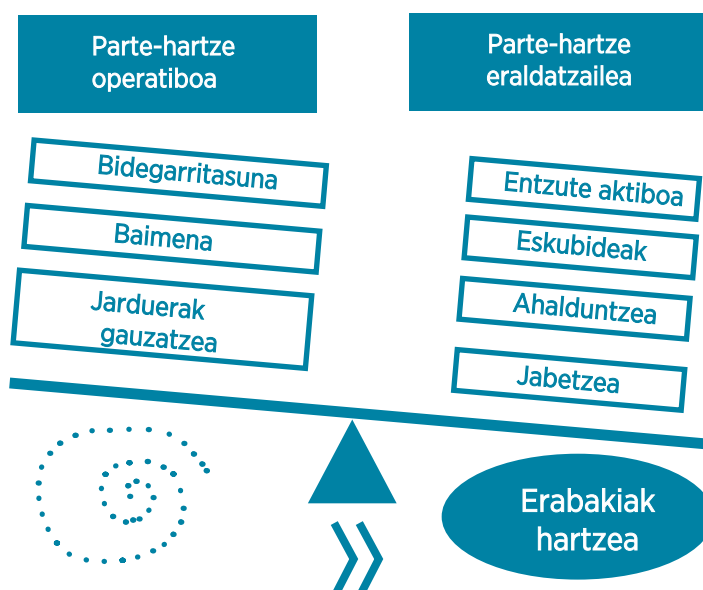 Parte-hartze
operatiboa
Bidegarritasuna
Baimena
Jarduerak
gauzatzea
Parte-hartze
eraldatzailea
Entzute aktiboa
Eskubideak
Ahalduntzea
Jabetzea
Erabakiak
hartzea